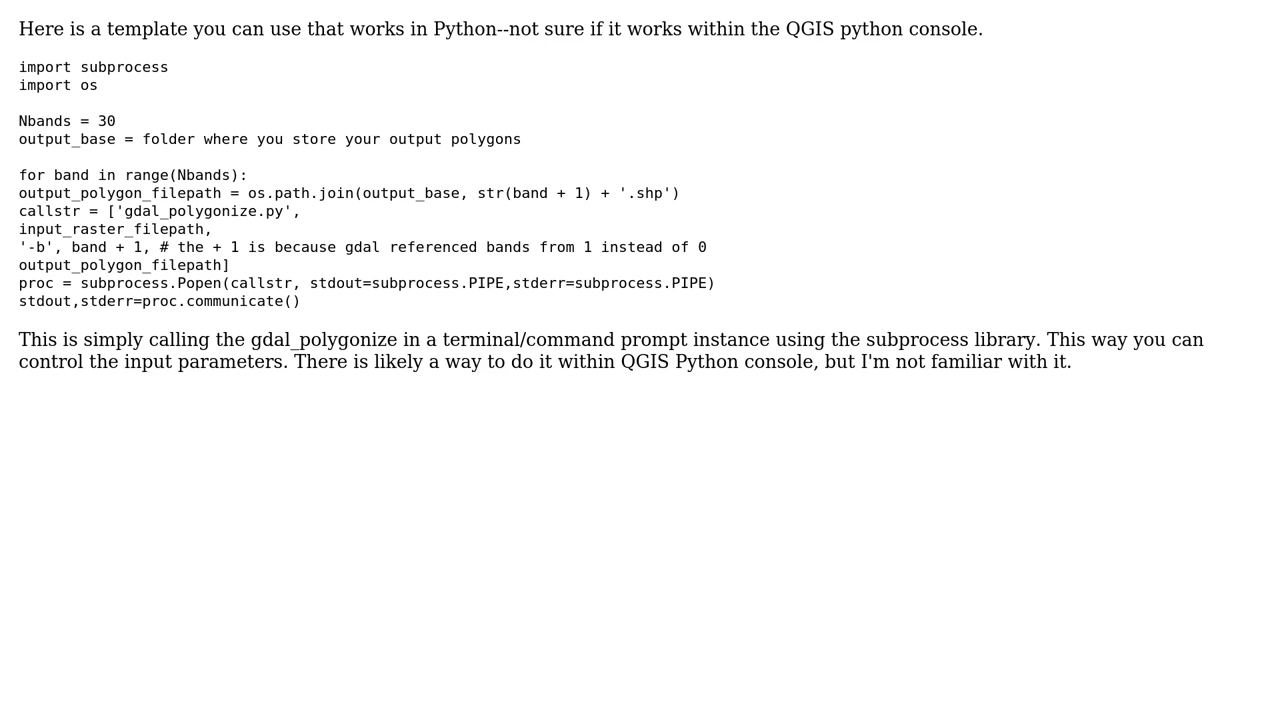 Here is a template you can use that works in Python--not sure if it works within the QGIS python console.
import subprocess
import os
Nbands = 30
output_base = folder where you store your output polygons
for band in range(Nbands):
output_polygon_filepath = os.path.join(output_base, str(band + 1) + '.shp')
callstr = ['gdal_polygonize.py',
input_raster_filepath,
'-b', band + 1, # the + 1 is because gdal referenced bands from 1 instead of 0
output_polygon_filepath]
proc = subprocess.Popen(callstr, stdout=subprocess.PIPE,stderr=subprocess.PIPE)
stdout,stderr=proc.communicate()
This is simply calling the gdal_polygonize in a terminal/command prompt instance using the subprocess library. This way you can
control the input parameters. There is likely a way to do it within QGIS Python console, but I'm not familiar with it.